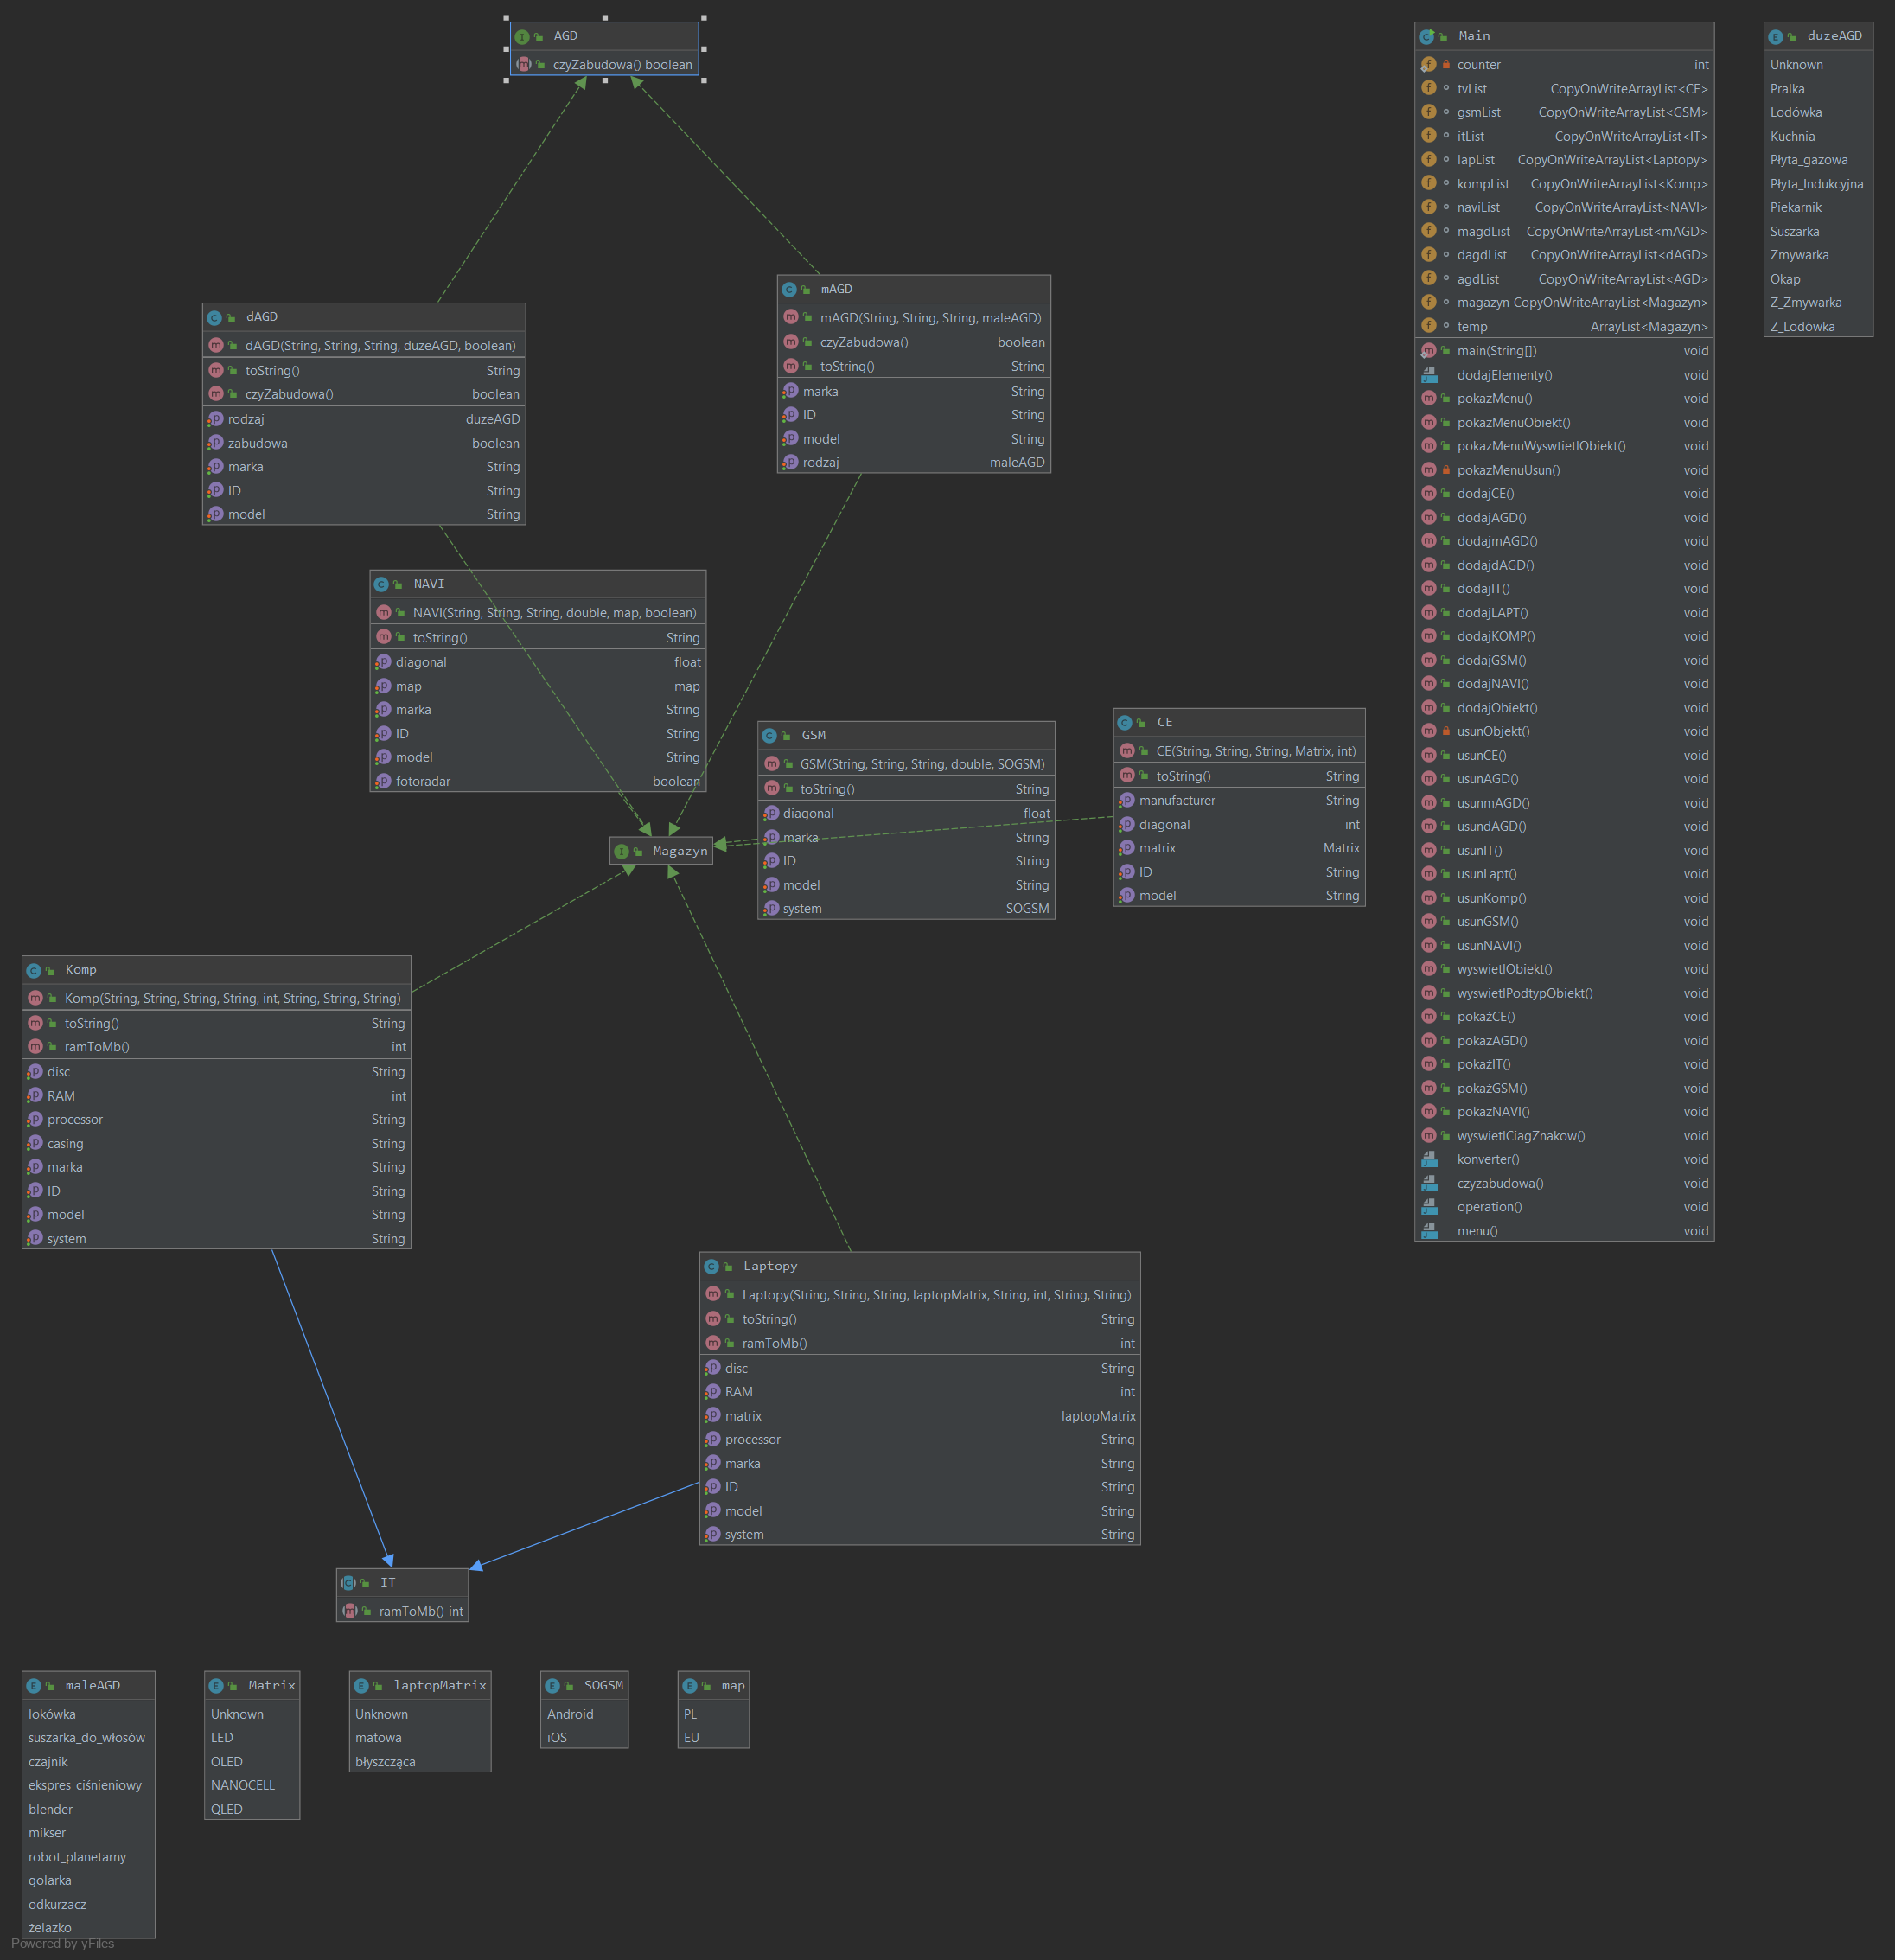 AGD
czyZabudowa() boolean
Main
counter int
tvList CopyOnWriteArrayList<CE>
gsmList CopyOnWriteArrayList<GSM>
itList CopyOnWriteArrayList<IT>
lapList CopyOnWriteArrayList<Laptopy>
kompList CopyOnWriteArrayList<Komp>
naviList CopyOnWriteArrayList<NAVI>
magdList CopyOnWriteArrayList<mAGD>
dagdList CopyOnWriteArrayList<dAGD>
agdList CopyOnWriteArrayList<AGD>
magazyn CopyOnWriteArrayList<Magazyn>
temp ArrayList<Magazyn>
main(String[]) void
dodajElementy() void
pokazMenu() void
pokazMenuObiekt() void
pokazMenuWyswtietlObiekt() void
pokazMenuUsun() void
dodajCE() void
dodajAGD() void
dodajmAGD() void
dodajdAGD() void
dodajIT() void
dodajLAPT() void
dodajKOMP() void
dodajGSM() void
dodajNAVI() void
dodajObiekt() void
usunObjekt() void
usunCE() void
usunAGD() void
usunmAGD() void
usundAGD() void
usunIT() void
usunLapt() void
usunKomp() void
usunGSM() void
usunNAVI() void
wyswietlObiekt() void
wyswietlPodtypObiekt() void
pokażCE() void
pokażAGD() void
pokażIT() void
pokażGSM() void
pokażNAVI() void
wyswietlCiagZnakow() void
konverter() void
czyzabudowa() void
operation() void
menu() void
duzeAGD
Unknown
Pralka
Lodówka
Kuchnia
Płyta_gazowa
Płyta_Indukcyjna
Piekarnik
Suszarka
Zmywarka
Okap
Z_Zmywarka
Z_Lodówka
dAGD
dAGD(String, String, String, duzeAGD, boolean)
toString() String
czyZabudowa() boolean
rodzaj duzeAGD
zabudowa boolean
marka String
ID String
model String
mAGD
mAGD(String, String, String, maleAGD)
czyZabudowa() boolean
toString() String
marka String
ID String
model String
rodzaj maleAGD
NAVI
NAVI(String, String, String, double, map, boolean)
toString() String
diagonal float
map map
marka String
ID String
model String
fotoradar boolean
GSM
GSM(String, String, String, double, SOGSM)
toString() String
diagonal float
marka String
ID String
model String
system SOGSM
CE
CE(String, String, String, Matrix, int)
toString() String
manufacturer String
diagonal int
matrix Matrix
ID String
model String
Magazyn
Komp
Komp(String, String, String, String, int, String, String, String)
toString() String
ramToMb() int
disc String
RAM int
processor String
casing String
marka String
ID String
model String
system String
Laptopy
Laptopy(String, String, String, laptopMatrix, String, int, String, String)
toString() String
ramToMb() int
disc String
RAM int
matrix laptopMatrix
processor String
marka String
ID String
model String
system String
IT
ramToMb() int
maleAGD
lokówka
suszarka_do_włosów
czajnik
ekspres_ciśnieniowy
blender
mikser
robot_planetarny
golarka
odkurzacz
żelazko
Matrix
Unknown
LED
OLED
NANOCELL
QLED
laptopMatrix
Unknown
matowa
błyszcząca
SOGSM
Android
iOS
map
PL
EU
Powered by yFiles